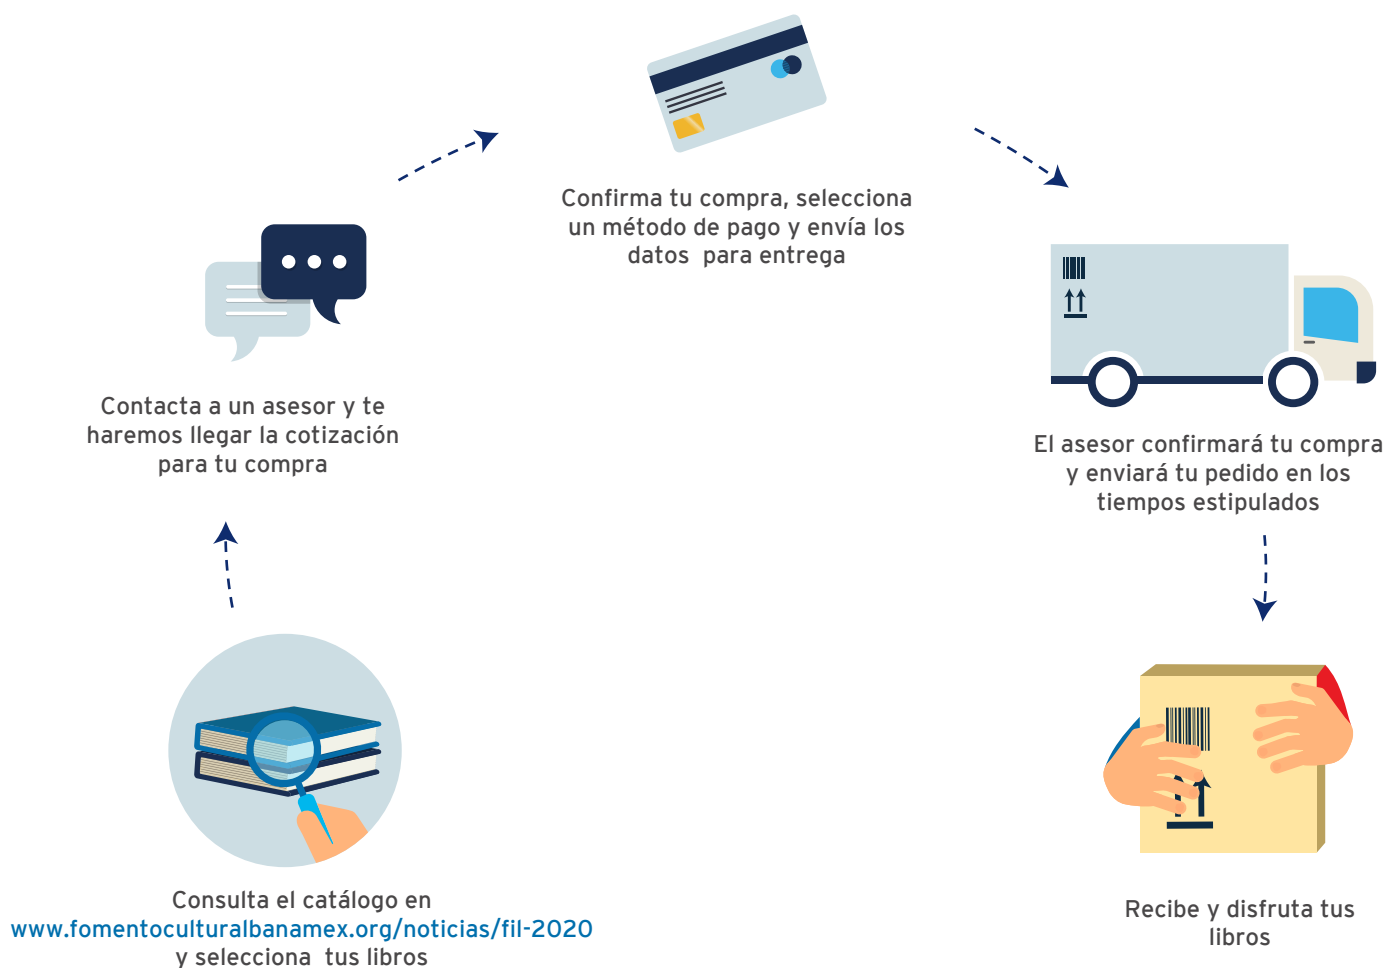 Confirma tu compra, selecciona
un método de pago y envía los
datos  para entrega
Contacta a un asesor y te
haremos llegar la cotización
para tu compra
El asesor confirmará tu compra
y enviará tu pedido en los
tiempos estipulados
Consulta el catálogo en
www.fomentoculturalbanamex.org/noticias/fil-2020
y selecciona  tus libros
Recibe y disfruta tus
libros